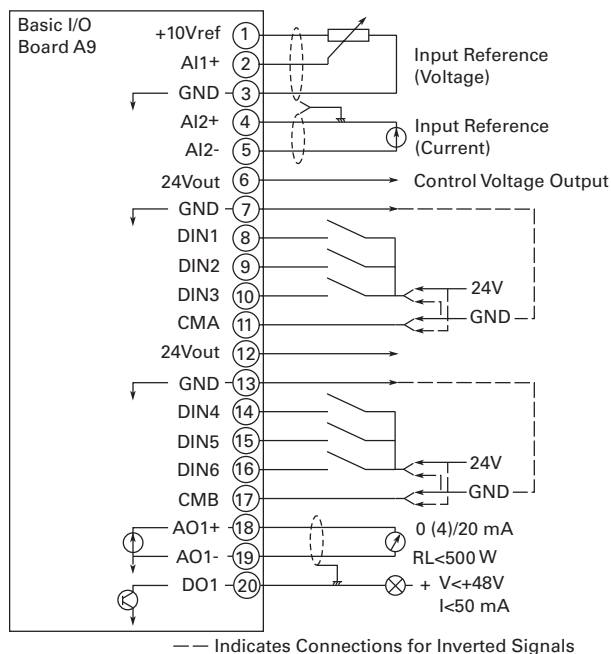 Basic I/O
Board A9
+10Vref 1
AI1+ 2
GND 3
Input Reference
(Voltage)
AI2+ 4
AI2- 5
Input Reference
(Current)
24Vout 6 Control Voltage Output
GND 7
DIN1 8
DIN2 9
DIN3 10 24V
CMA 11 GND
24Vout 12
GND 13
DIN4 14
DIN5 15
DIN6 16 24V
CMB 17 GND
AO1+ 18 0 (4)/20 mA
AO1- 19 RL<500 W
DO1 20 + V<+48V
I<50 mA
—— Indicates Connections for Inverted Signals